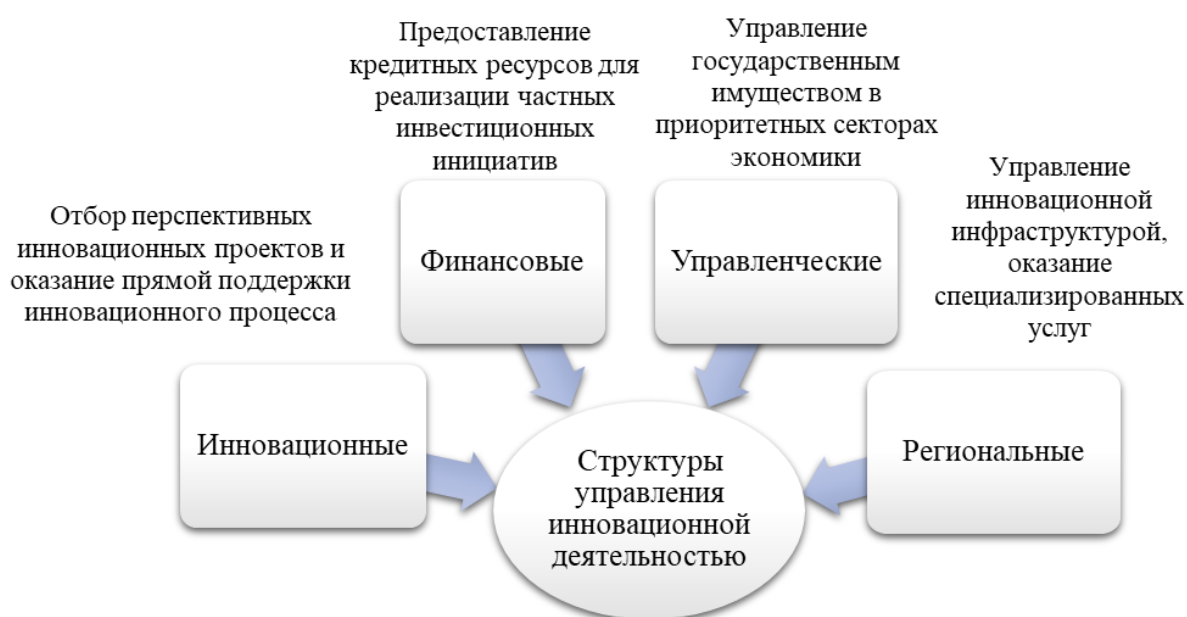 Предоставление
кредитных ресурсов для
реализации частных
инвестиционных
инициатив
Управление
государственным
имуществом в
приоритетных секторах
экономики
Отбор перспективных
инновационных проектов и
оказание прямой поддержки
инновационного процесса
Управление
инновационной
инфраструктурой,
оказание
специализированных
услуг
Финансовые
Управленческие
Инновационные
Региональные
Структуры
управления
инновационной
деятельностью